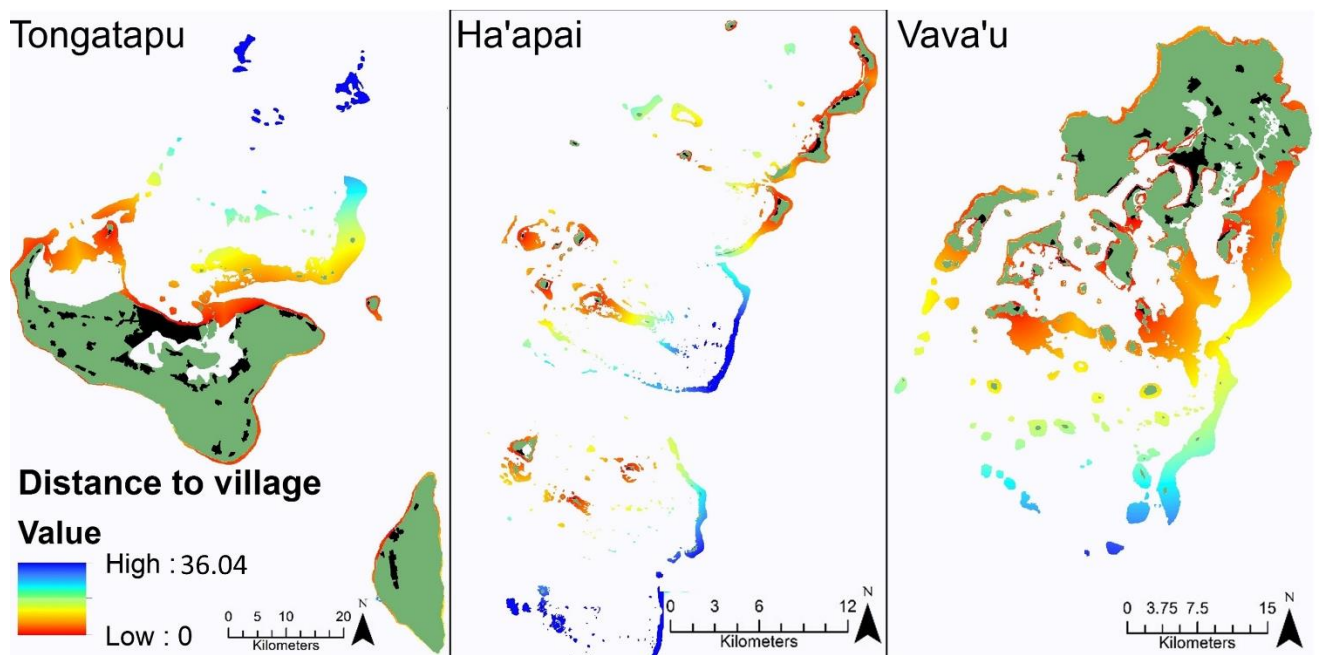 Tongatapu
Ha'apai
Vava'u
Distance to village
Value
High : 36.04
Low : 0
0 5 10 20
Kilometers
N
0 3 6 12
Kilometers
N
0 3.75 7.5 15
Kilometers
N